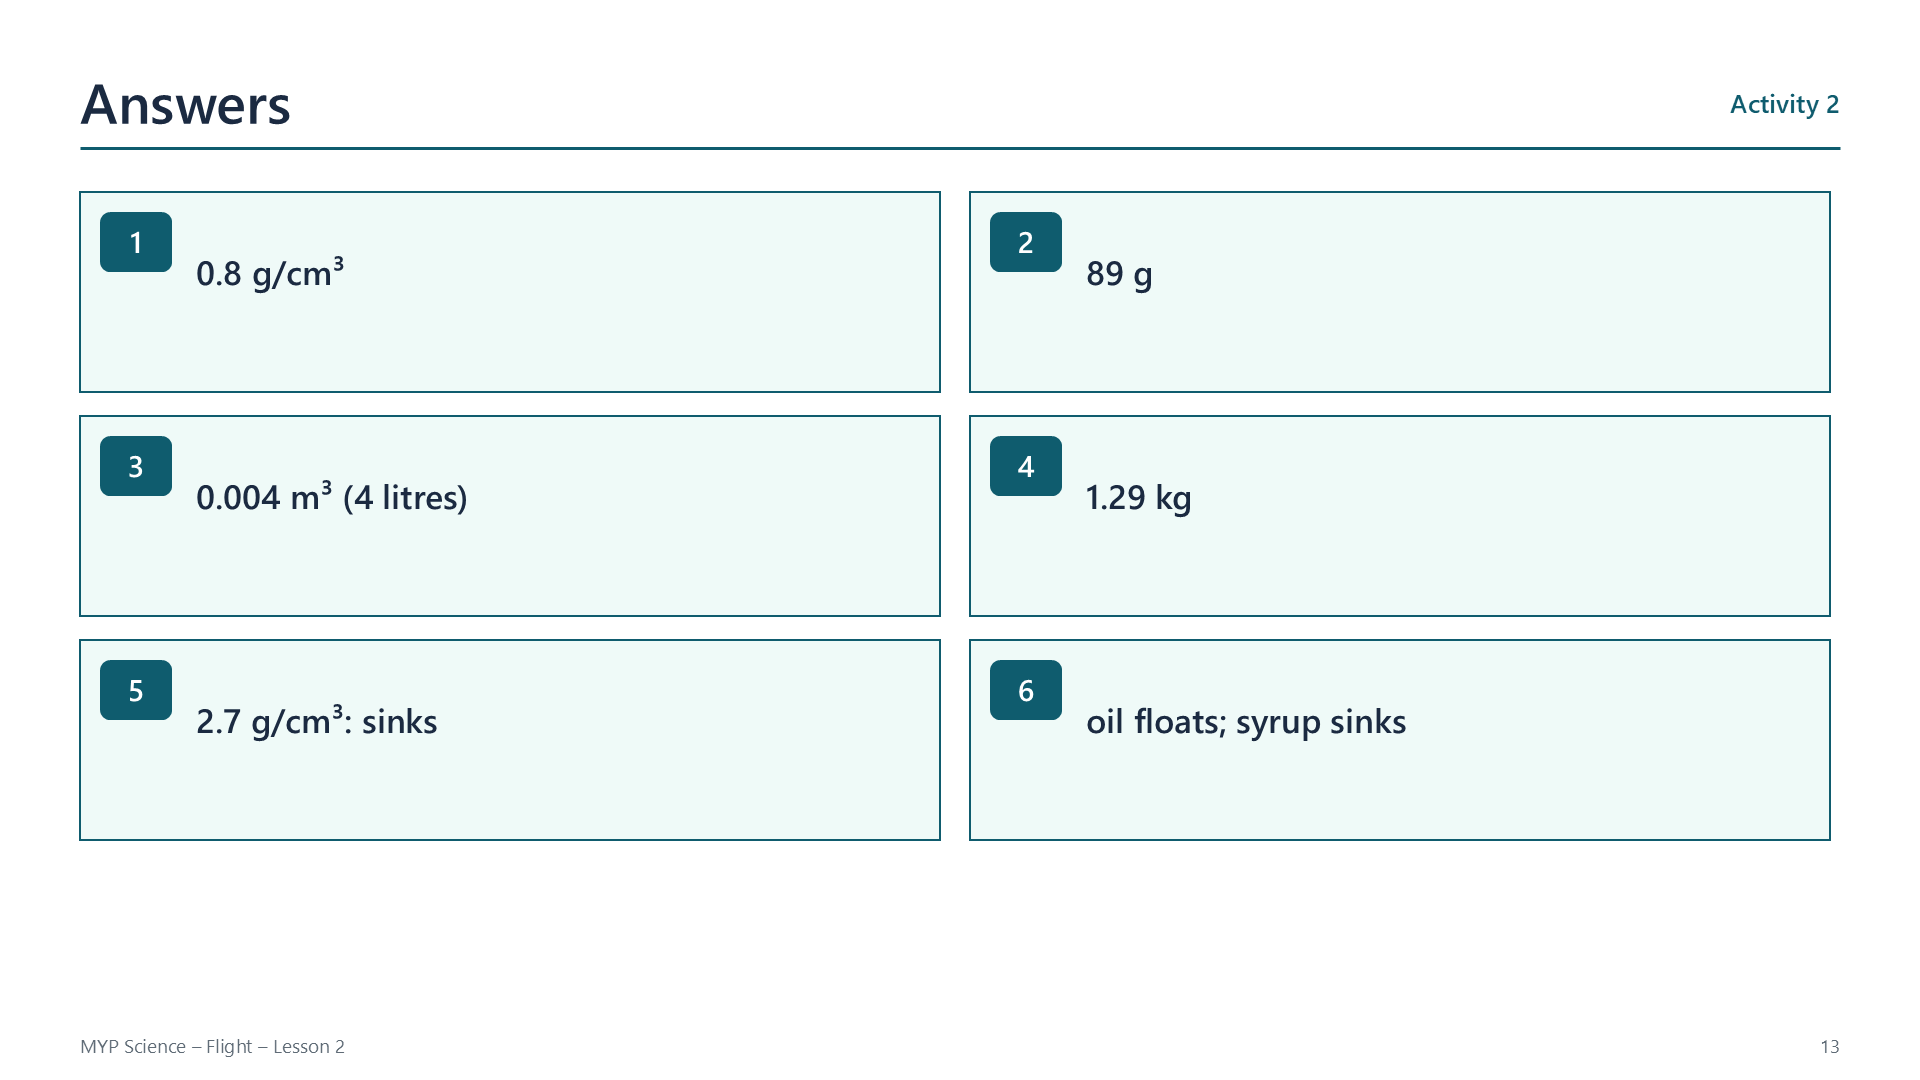 Answers
Activity 2
1
0.8 g/cm³
2
89 g
3
0.004 m³ (4 litres)
4
1.29 kg
5
2.7 g/cm³: sinks
6
oil floats; syrup sinks
MYP Science – Flight – Lesson 2
13